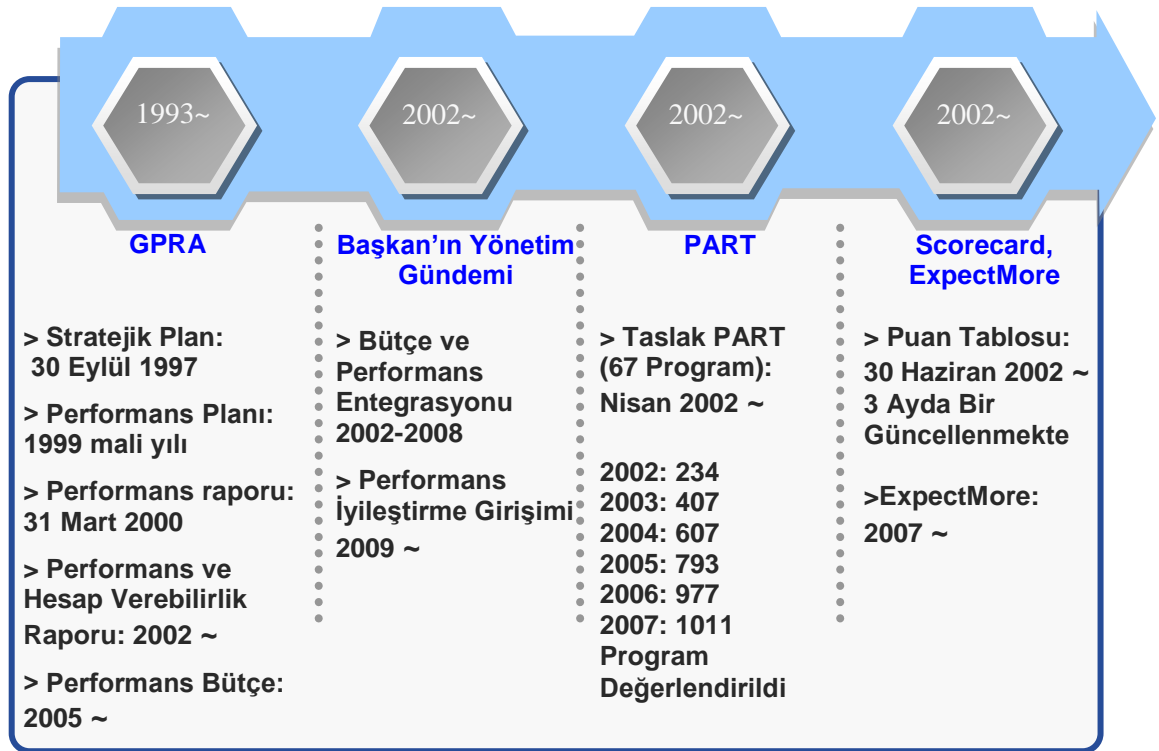 1993~
2002~
2002~
2002~
GPRA
> Stratejik Plan:
30 Eylül 1997
> Performans Planı:
1999 mali yılı
> Performans raporu:
31 Mart 2000
> Performans ve
Hesap Verebilirlik
Raporu: 2002 ~
> Performans Bütçe:
2005 ~
Başkan’ın Yönetim
Gündemi
> Bütçe ve
Performans
Entegrasyonu
2002-2008
> Performans
İyileştirme Girişimi
2009 ~
PART
> Taslak PART
(67 Program):
Nisan 2002 ~
2002: 234
2003: 407
2004: 607
2005: 793
2006: 977
2007: 1011
Program
Değerlendirildi
Scorecard,
ExpectMore
> Puan Tablosu:
30 Haziran 2002 ~
3 Ayda Bir
Güncellenmekte
>ExpectMore:
2007 ~